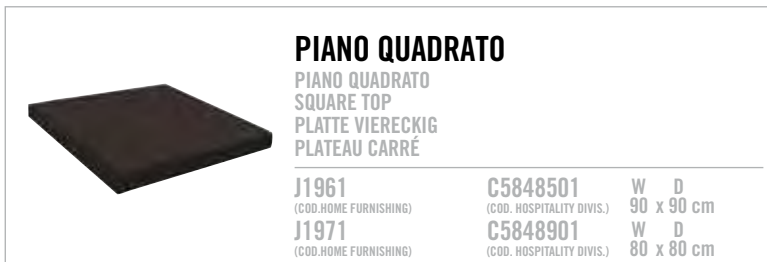 PIANO QUADRATO
PIANO QUADRATO
SQUARE TOP
PLATTE VIERECKIG
PLATEAU CARRÉ
J1961 C5848501 W D
(COD.HOME FURNISHING) (COD. HOSPITALITY DIVIS.) 90 x 90 cm
J1971 C5848901 W D
(COD.HOME FURNISHING) (COD. HOSPITALITY DIVIS.) 80 x 80 cm